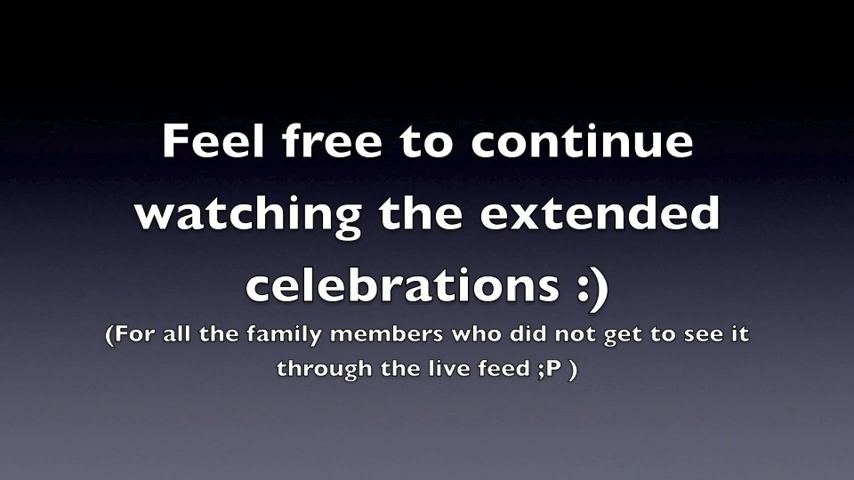 Feel free to continue
watching the extended
celebrations :)
(For all the family members who did not get to see it
through the live feed ;P )